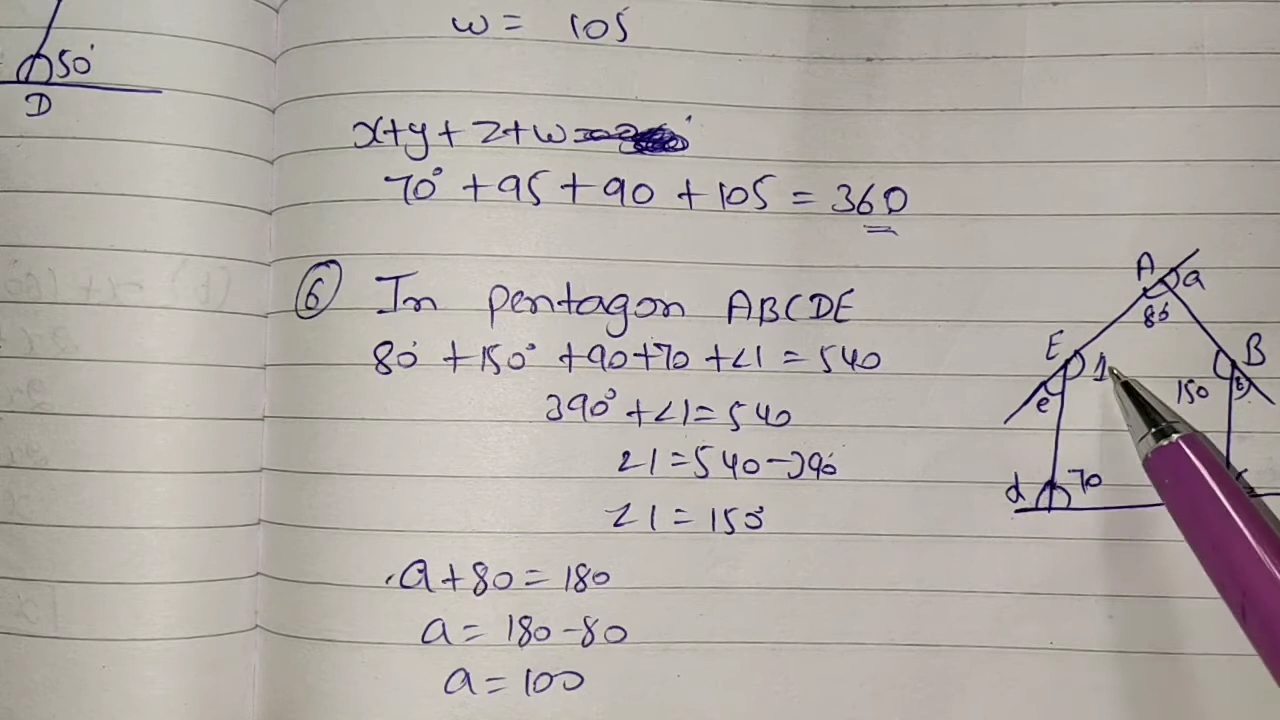 50°
D
w = 105
x+y+z+w
70° + 95 + 90 + 105 = 360
6 In pentagon ABCDE
80° + 150° + 90+70 + ∠1 = 540
390° + ∠1 = 540
∠1 = 540-390
∠1 = 150°
a + 80 = 180
a = 180 - 80
a = 100
A a
80
E 1 B
e 150 b
d 70